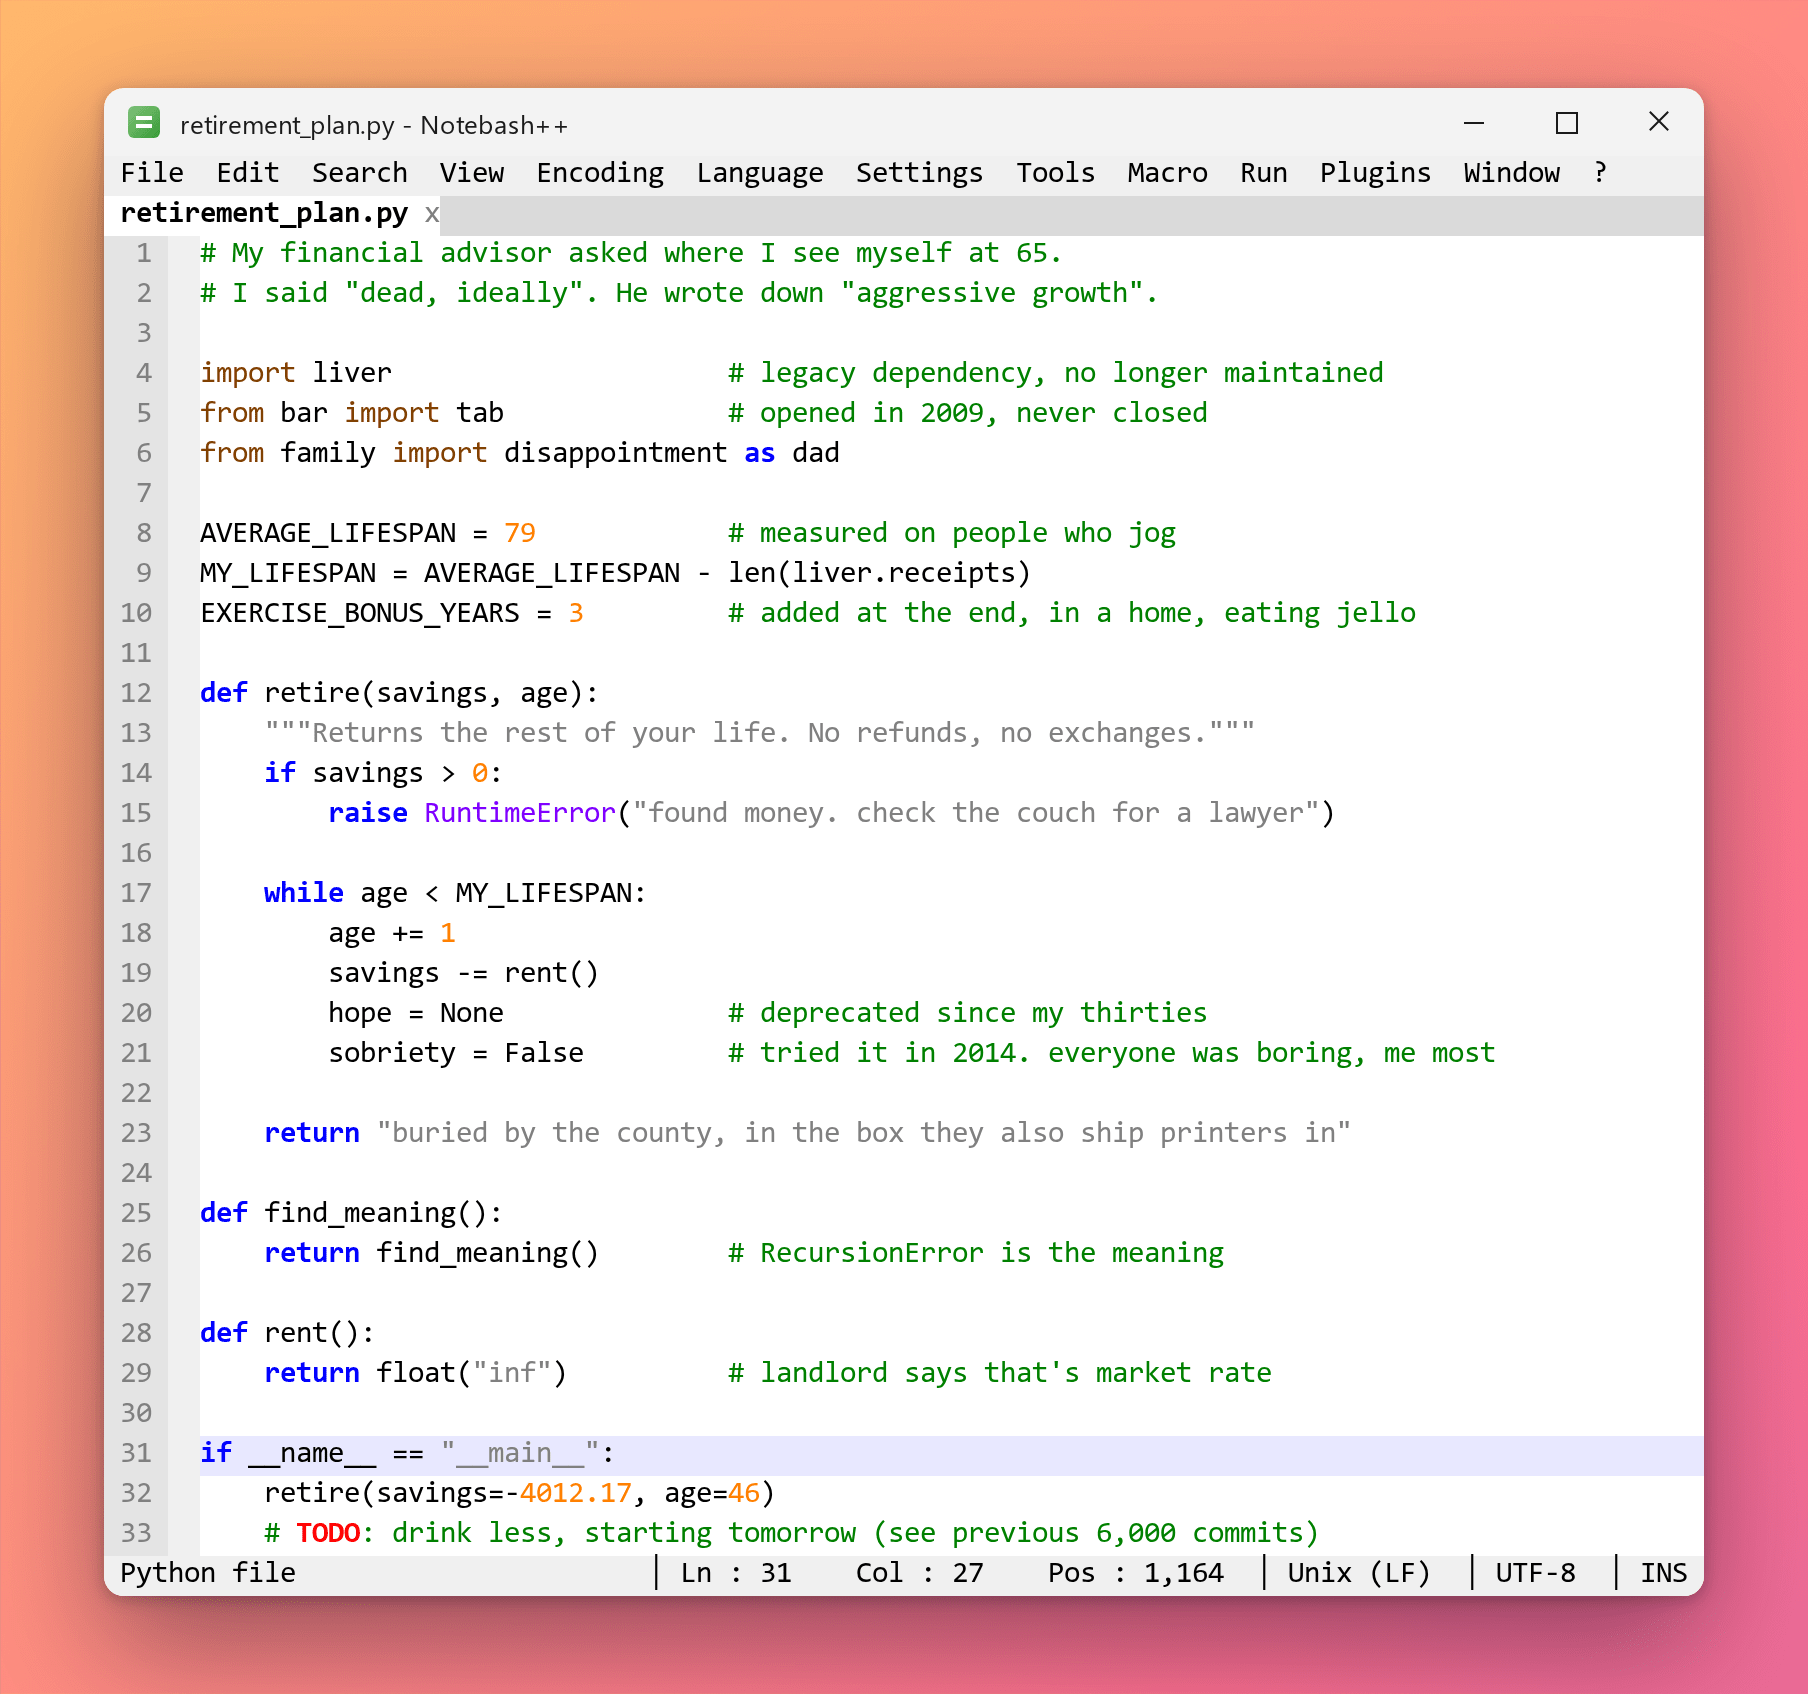 retirement_plan.py - Notebash++
File Edit Search View Encoding Language Settings Tools Macro Run Plugins Window ?
retirement_plan.py x
1 # My financial advisor asked where I see myself at 65.
2 # I said "dead, ideally". He wrote down "aggressive growth".
3
4 import liver # legacy dependency, no longer maintained
5 from bar import tab # opened in 2009, never closed
6 from family import disappointment as dad
7
8 AVERAGE_LIFESPAN = 79 # measured on people who jog
9 MY_LIFESPAN = AVERAGE_LIFESPAN - len(liver.receipts)
10 EXERCISE_BONUS_YEARS = 3 # added at the end, in a home, eating jello
11
12 def retire(savings, age):
13     """Returns the rest of your life. No refunds, no exchanges."""
14     if savings > 0:
15         raise RuntimeError("found money. check the couch for a lawyer")
16
17     while age < MY_LIFESPAN:
18         age += 1
19         savings -= rent()
20         hope = None # deprecated since my thirties
21         sobriety = False # tried it in 2014. everyone was boring, me most
22
23     return "buried by the county, in the box they also ship printers in"
24
25 def find_meaning():
26     return find_meaning() # RecursionError is the meaning
27
28 def rent():
29     return float("inf") # landlord says that's market rate
30
31 if __name__ == "__main__":
32     retire(savings=-4012.17, age=46)
33     # TODO: drink less, starting tomorrow (see previous 6,000 commits)
Python file | Ln : 31 Col : 27 Pos : 1,164 | Unix (LF) | UTF-8 | INS